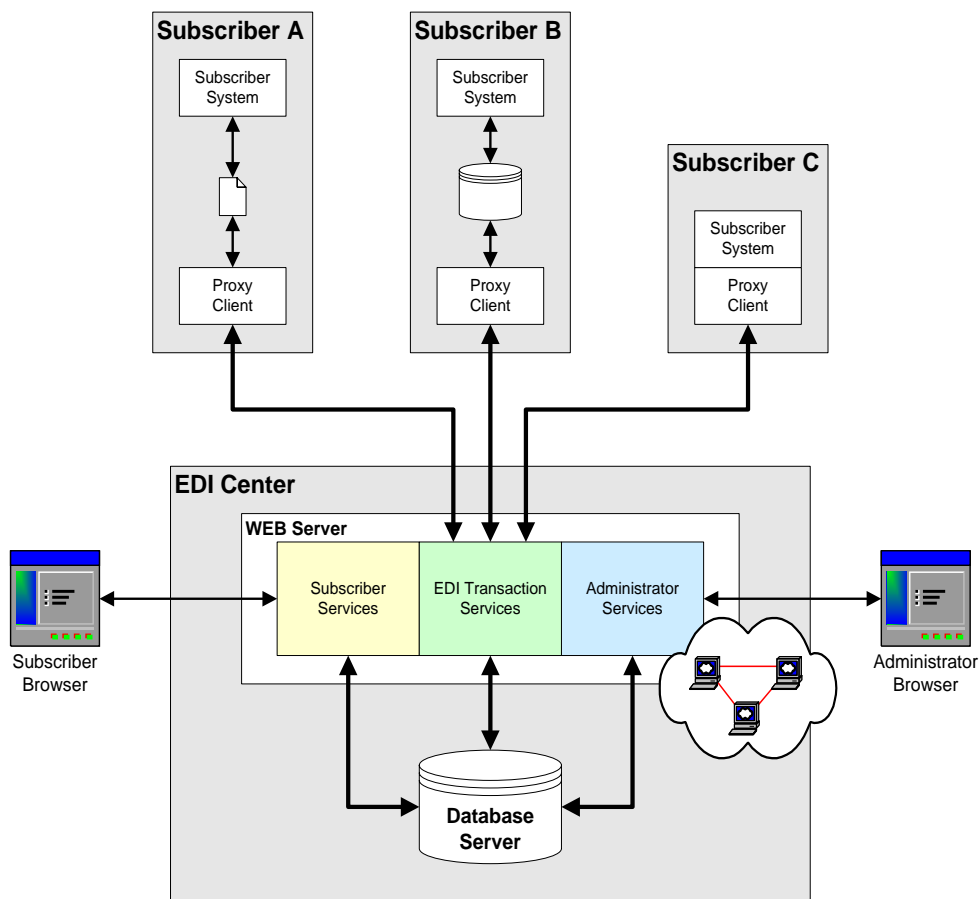 Subscriber A
Subscriber
System
Proxy
Client
Subscriber B
Subscriber
System
Proxy
Client
Subscriber C
Subscriber
System
Proxy
Client
EDI Center
WEB Server
Subscriber
Services
EDI Transaction
Services
Administrator
Services
Subscriber
Browser
Administrator
Browser
Database
Server